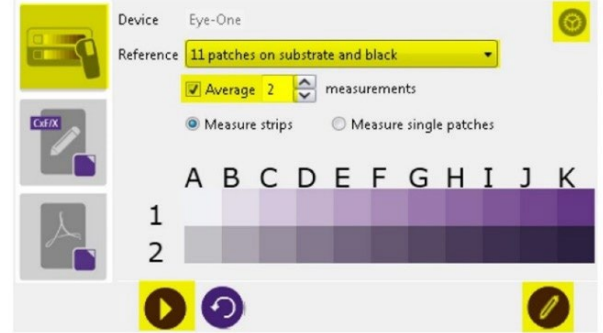 Device Eye-One
Reference 11 patches on substrate and black
Average 2 measurements
CxF/X
Measure strips Measure single patches
A B C D E F G H I J K
1
2